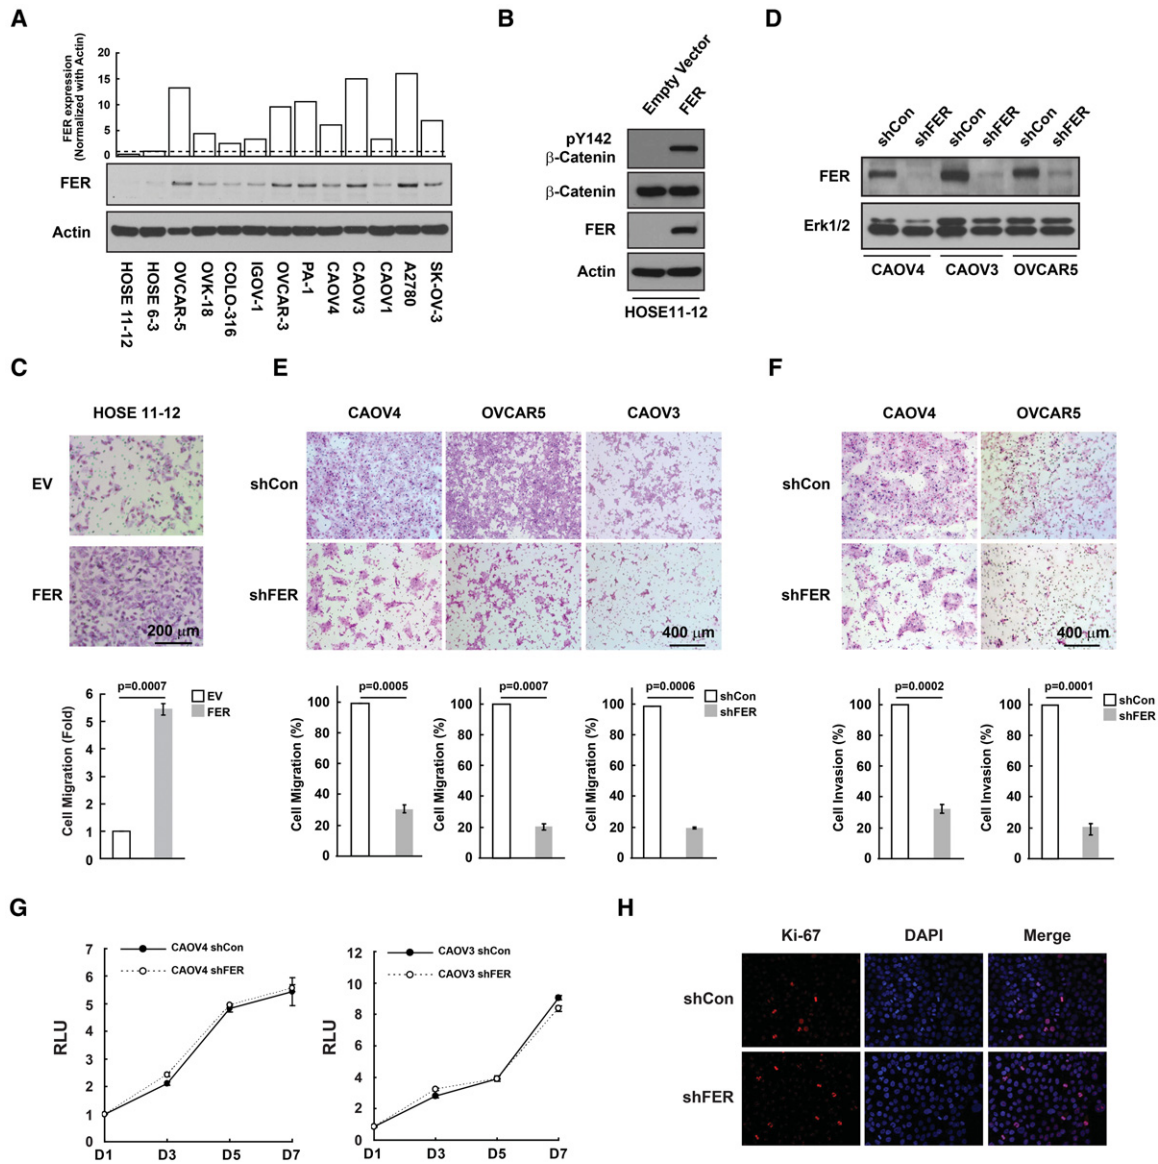 A
FER expression
(Normalized with Actin)
20
15
10
5
0
FER
Actin
HOSE 11-12
HOSE 6-3
OVCAR-5
OVK-18
COLO-316
IGOV-1
OVCAR-3
PA-1
CAOV4
CAOV3
CAOV1
A2780
SK-OV-3
B
Empty Vector
FER
pY142
β-Catenin
β-Catenin
FER
Actin
HOSE11-12
D
shCon
shFER
shCon
shFER
shCon
shFER
FER
Erk1/2
CAOV4
CAOV3
OVCAR5
C
HOSE 11-12
EV
FER
200 μm
p=0.0007
EV
FER
Cell Migration (Fold)
6
5
4
3
2
1
0
E
CAOV4
OVCAR5
CAOV3
shCon
shFER
400 μm
p=0.0005
Cell Migration (%)
100
80
60
40
20
0
p=0.0007
Cell Migration (%)
100
80
60
40
20
0
p=0.0006
shCon
shFER
Cell Migration (%)
100
80
60
40
20
0
F
CAOV4
OVCAR5
shCon
shFER
400 μm
p=0.0002
Cell Invasion (%)
100
80
60
40
20
0
p=0.0001
shCon
shFER
Cell Invasion (%)
100
80
60
40
20
0
G
CAOV4 shCon
CAOV4 shFER
RLU
7
6
5
4
3
2
1
0
D1
D3
D5
D7
CAOV3 shCon
CAOV3 shFER
RLU
12
10
8
6
4
2
0
D1
D3
D5
D7
H
Ki-67
DAPI
Merge
shCon
shFER